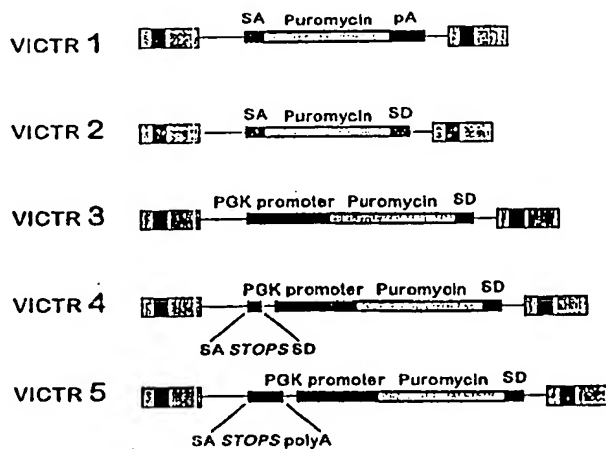 SA Puromycin pA
VICTR 1
SA Puromycin SD
VICTR 2
PGK promoter Puromycin SD
VICTR 3
PGK promoter Puromycin SD
VICTR 4
SA STOPS SD
PGK promoter Puromycin SD
VICTR 5
SA STOPS polyA